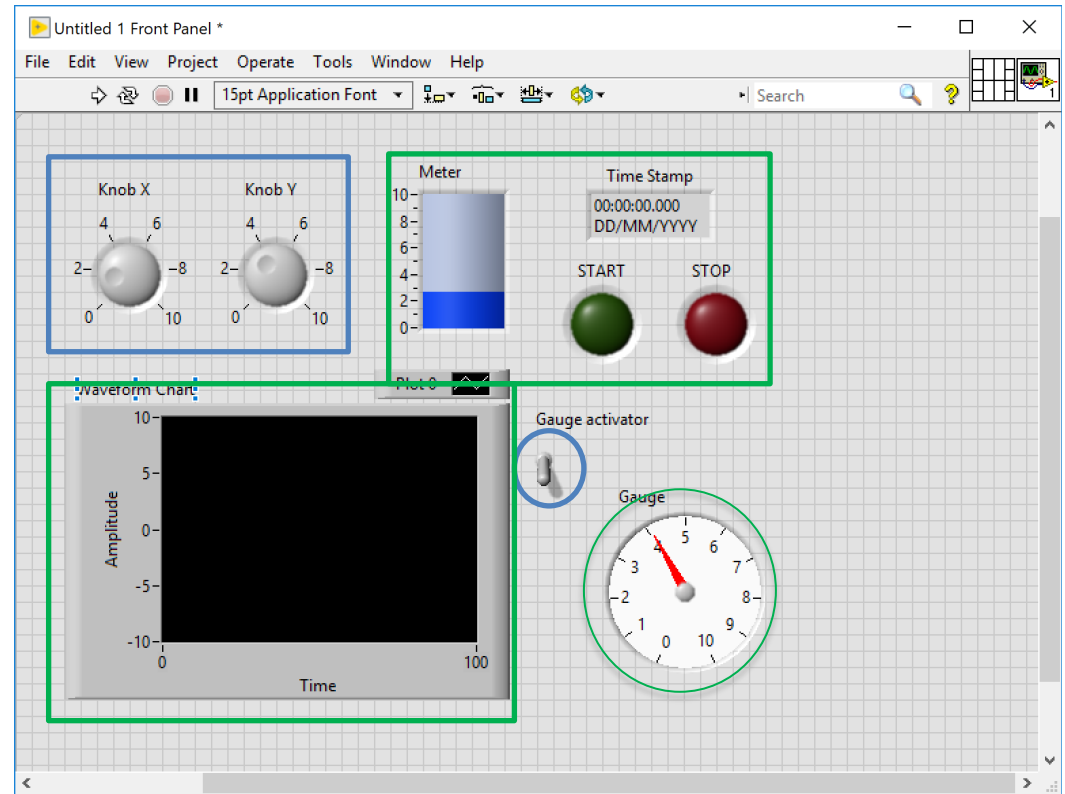 Untitled 1 Front Panel *
File Edit View Project Operate Tools Window Help
15pt Application Font
Search
1
Knob X
4 6
2 8
0 10
Knob Y
4 6
2 8
0 10
Meter
10
8
6
4
2
0
Time Stamp
00:00:00.000
DD/MM/YYYY
START STOP
Waveform Chart
Plot 0
10
5
0
-5
-10
Amplitude
0 100
Time
Gauge activator
Gauge
4 5 6
3 7
2 8
1 9
0 10